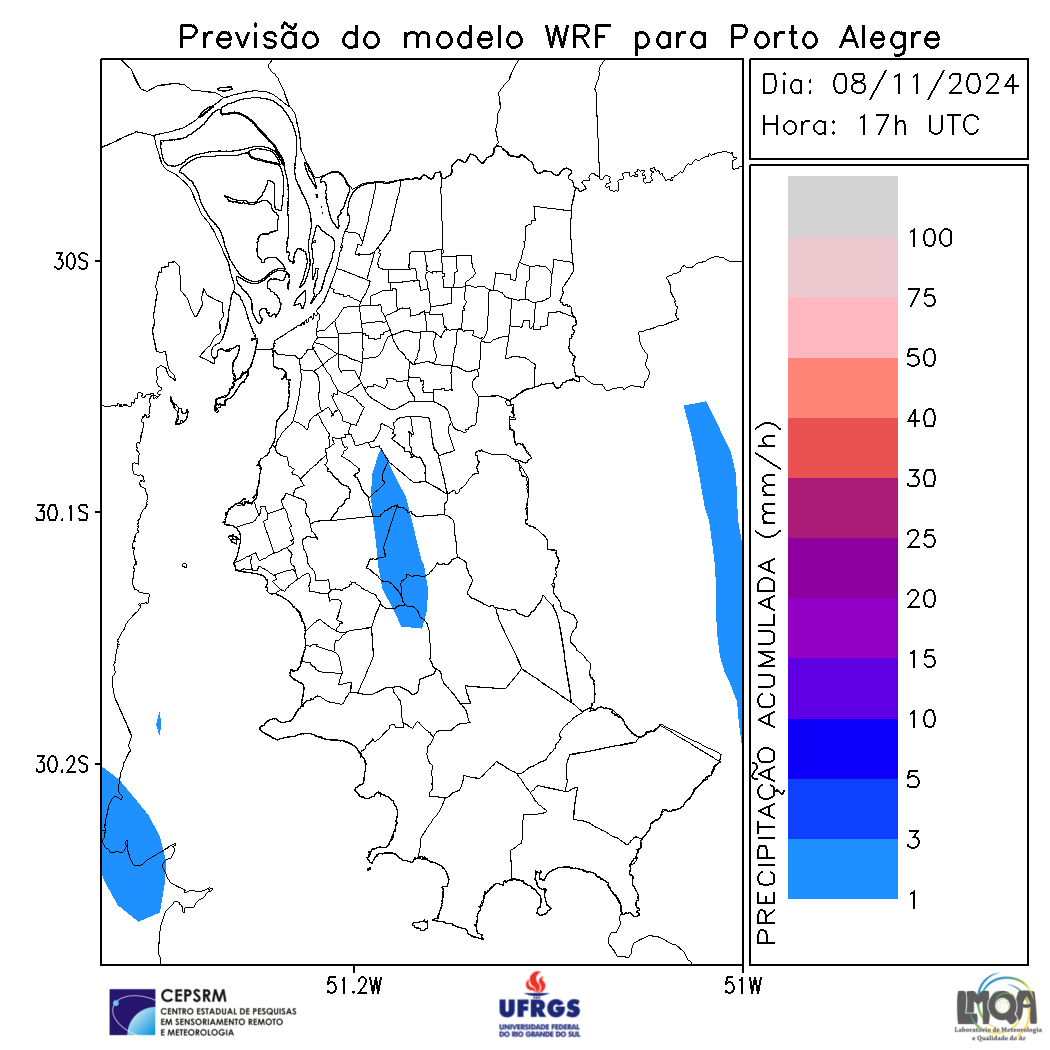 Previsão do modelo WRF para Porto Alegre
Dia: 08/11/2024
Hora: 17h UTC
PRECIPITAÇÃO ACUMULADA (mm/h)
100
75
50
40
30
25
20
15
10
5
3
1
30S
30.1S
30.2S
51.2W
51W
CEPSRM
CENTRO ESTADUAL DE PESQUISAS
EM SENSORIAMENTO REMOTO
E METEOROLOGIA
UFRGS
UNIVERSIDADE FEDERAL
DO RIO GRANDE DO SUL
LMQA
Laboratório de Meteorologia
e Qualidade do Ar